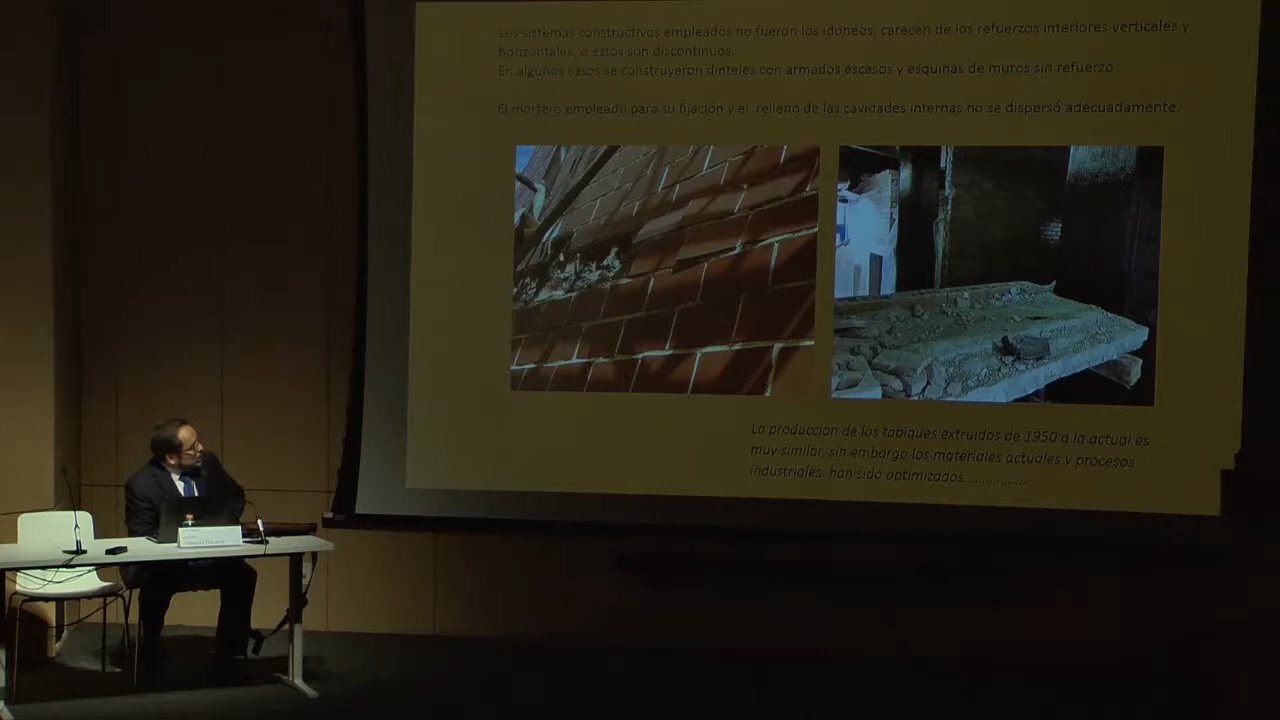 Los sistemas constructivos empleados no fueron los idóneos, carecen de los refuerzos interiores verticales y
horizontales, o estos son discontinuos.
En algunos casos se construyeron dinteles con armados escasos y esquinas de muros sin refuerzo
El mortero empleado para su fijación y el relleno de las cavidades internas no se dispersó adecuadamente.
La producción de los tabiques extruidos de 1950 a la actual es
muy similar, sin embargo los materiales actuales y procesos
industriales han sido optimizados..................